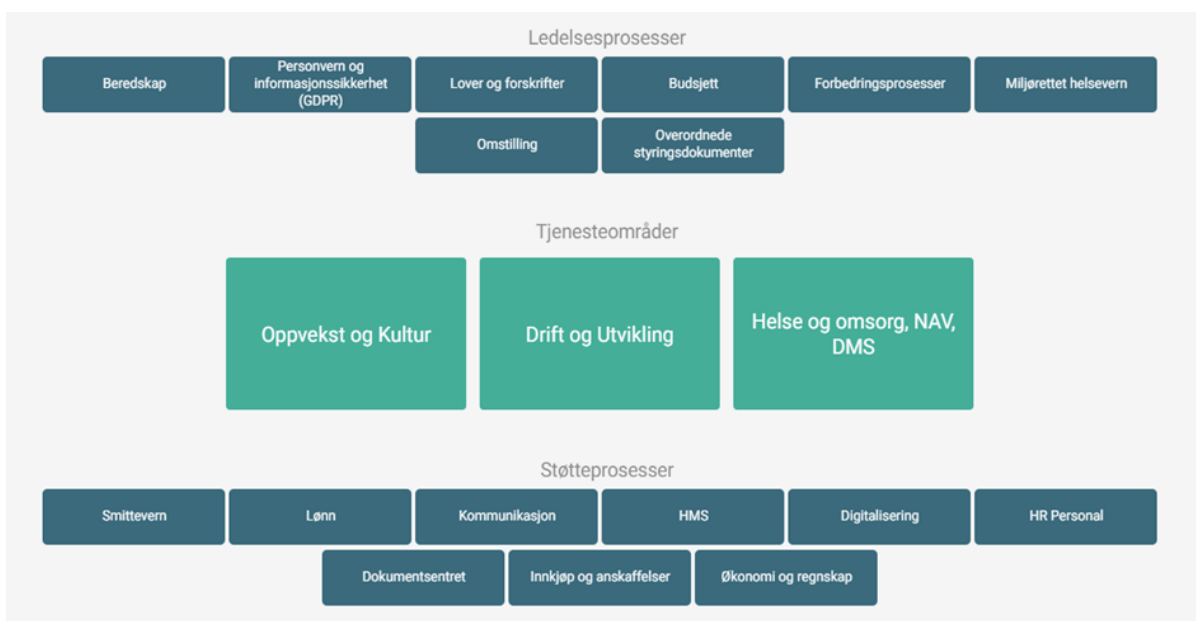 Ledelsesprosesser
Beredskap
Personvern og
informasjonssikkerhet
(GDPR)
Lover og forskrifter
Budsjett
Forbedringsprosesser
Miljørettet helsevern
Omstilling
Overordnede
styringsdokumenter
Tjenesteområder
Oppvekst og Kultur
Drift og Utvikling
Helse og omsorg, NAV,
DMS
Støtteprosesser
Smittevern
Lønn
Kommunikasjon
HMS
Digitalisering
HR Personal
Dokumentsentret
Innkjøp og anskaffelser
Økonomi og regnskap